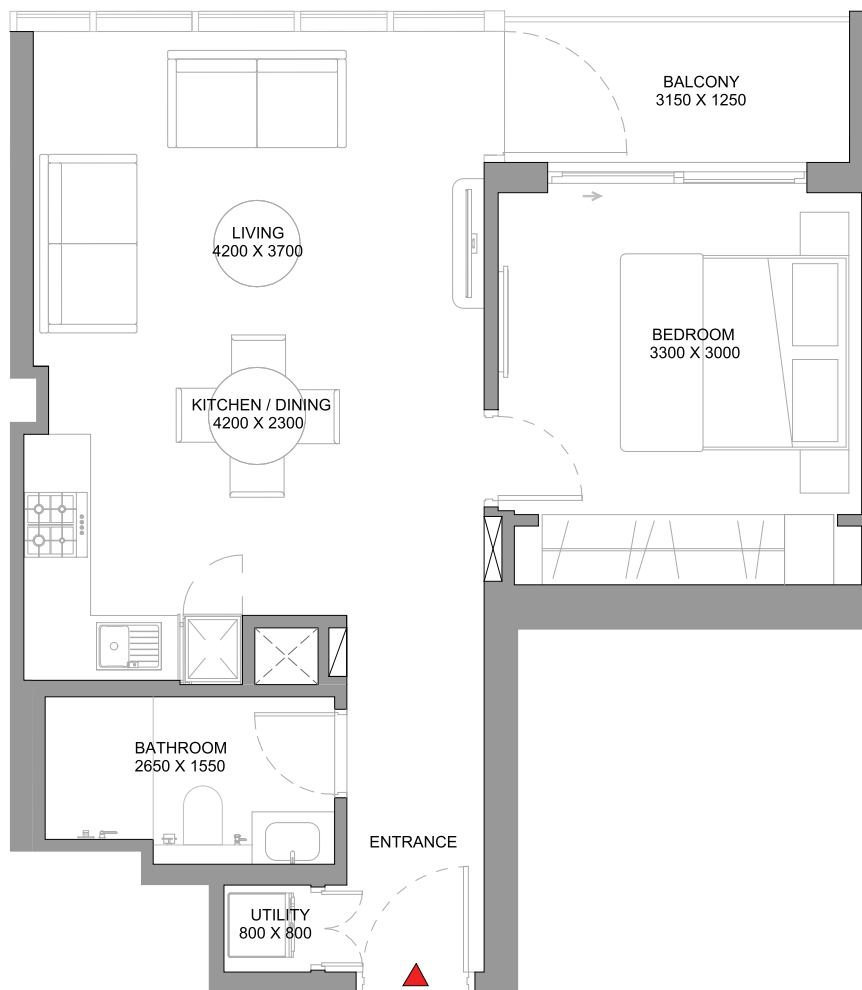 BALCONY
3150 X 1250
LIVING
4200 X 3700
BEDROOM
3300 X 3000
KITCHEN / DINING
4200 X 2300
BATHROOM
2650 X 1550
ENTRANCE
UTILITY
800 X 800